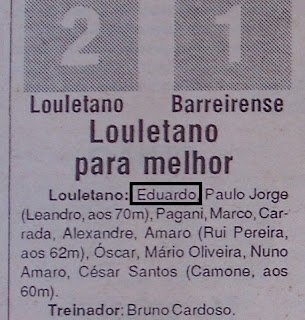 2 1
Louletano Barreirense
Louletano
para melhor
Louletano: Eduardo, Paulo Jorge
(Leandro, aos 70m), Pagani, Marco, Car-
rada, Alexandre, Amaro (Rui Pereira,
aos 62m), Óscar, Mário Oliveira, Nuno
Amaro, César Santos (Camone, aos
60m).
Treinador: Bruno Cardoso.